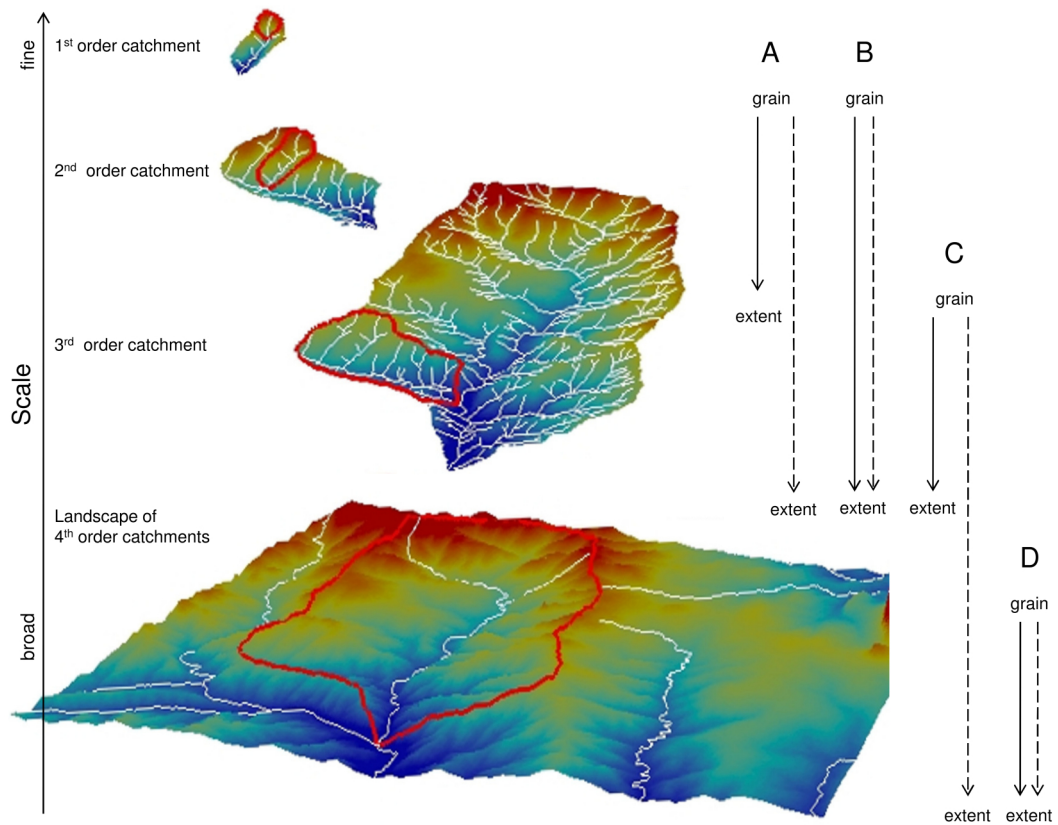 fine
1st order catchment
2nd order catchment
3rd order catchment
Scale
Landscape of
4th order catchments
broad
A
B
grain
grain
extent
extent
extent
C
grain
extent
extent
D
grain
extent